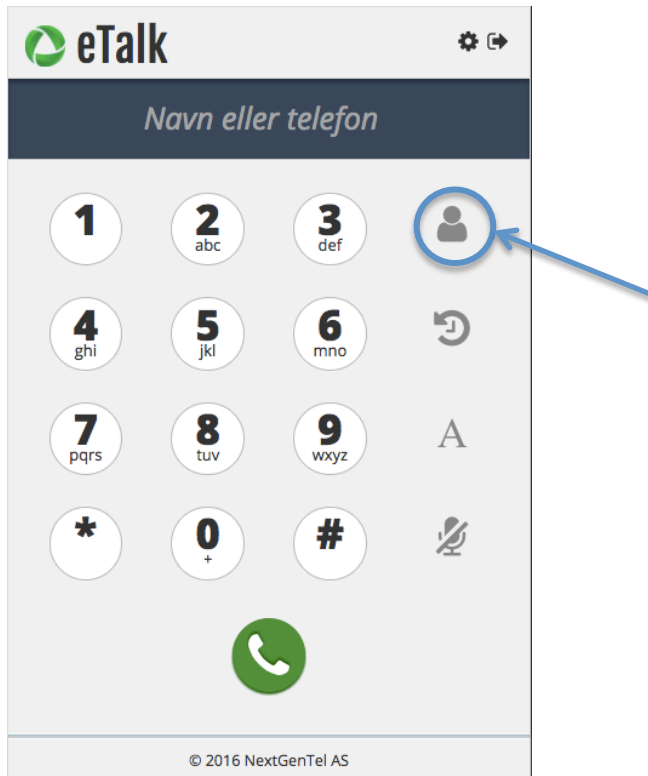 eTalk
Navn eller telefon
1 2 3
abc def
4 5 6
ghi jkl mno
7 8 9 A
pqrs tuv wxyz
* 0 #
+
© 2016 NextGenTel AS